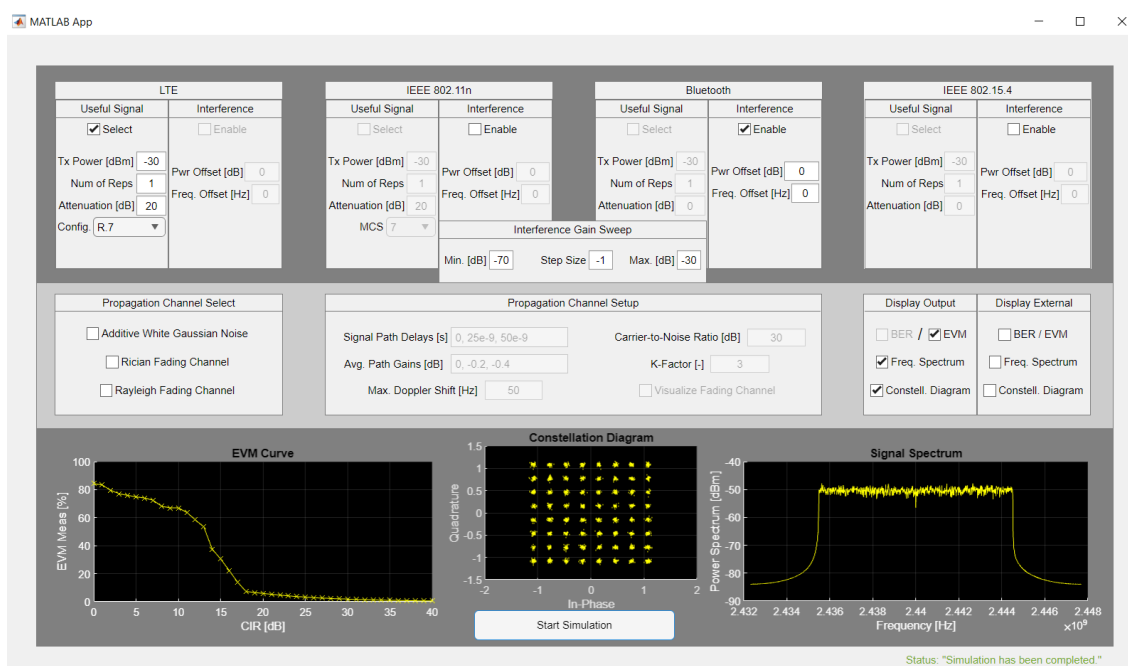 MATLAB App
LTE
Useful Signal Interference
Select Enable
Tx Power [dBm] -30
Pwr Offset [dB] 0
Num of Reps 1
Freq. Offset [Hz] 0
Attenuation [dB] 20
Config. R.7
IEEE 802.11n
Useful Signal Interference
Select Enable
Tx Power [dBm] -30
Pwr Offset [dB] 0
Num of Reps 1
Freq. Offset [Hz] 0
Attenuation [dB] 20
MCS 7
Bluetooth
Useful Signal Interference
Select Enable
Tx Power [dBm] -30
Pwr Offset [dB] 0
Num of Reps 1
Freq. Offset [Hz] 0
Attenuation [dB] 0
IEEE 802.15.4
Useful Signal Interference
Select Enable
Tx Power [dBm] -30
Pwr Offset [dB] 0
Num of Reps 1
Freq. Offset [Hz] 0
Attenuation [dB] 0
Interference Gain Sweep
Min. [dB] -70 Step Size -1 Max. [dB] -30
Propagation Channel Select
Additive White Gaussian Noise
Rician Fading Channel
Rayleigh Fading Channel
Propagation Channel Setup
Signal Path Delays [s] 0, 25e-9, 50e-9 Carrier-to-Noise Ratio [dB] 30
Avg. Path Gains [dB] 0, -0.2, -0.4 K-Factor [-] 3
Max. Doppler Shift [Hz] 50 Visualize Fading Channel
Display Output Display External
BER / EVM BER / EVM
Freq. Spectrum Freq. Spectrum
Constell. Diagram Constell. Diagram
EVM Curve
EVM Meas [%]
100
80
60
40
20
0
0 5 10 15 20 25 30 35 40
CIR [dB]
Constellation Diagram
Quadrature
1.5
1
0.5
0
-0.5
-1
-1.5
-2 -1 0 1 2
In-Phase
Signal Spectrum
Power Spectrum [dBm]
-40
-50
-60
-70
-80
-90
2.432 2.434 2.436 2.438 2.44 2.442 2.444 2.446 2.448
Frequency [Hz] ×10⁹
Start Simulation
Status: "Simulation has been completed."